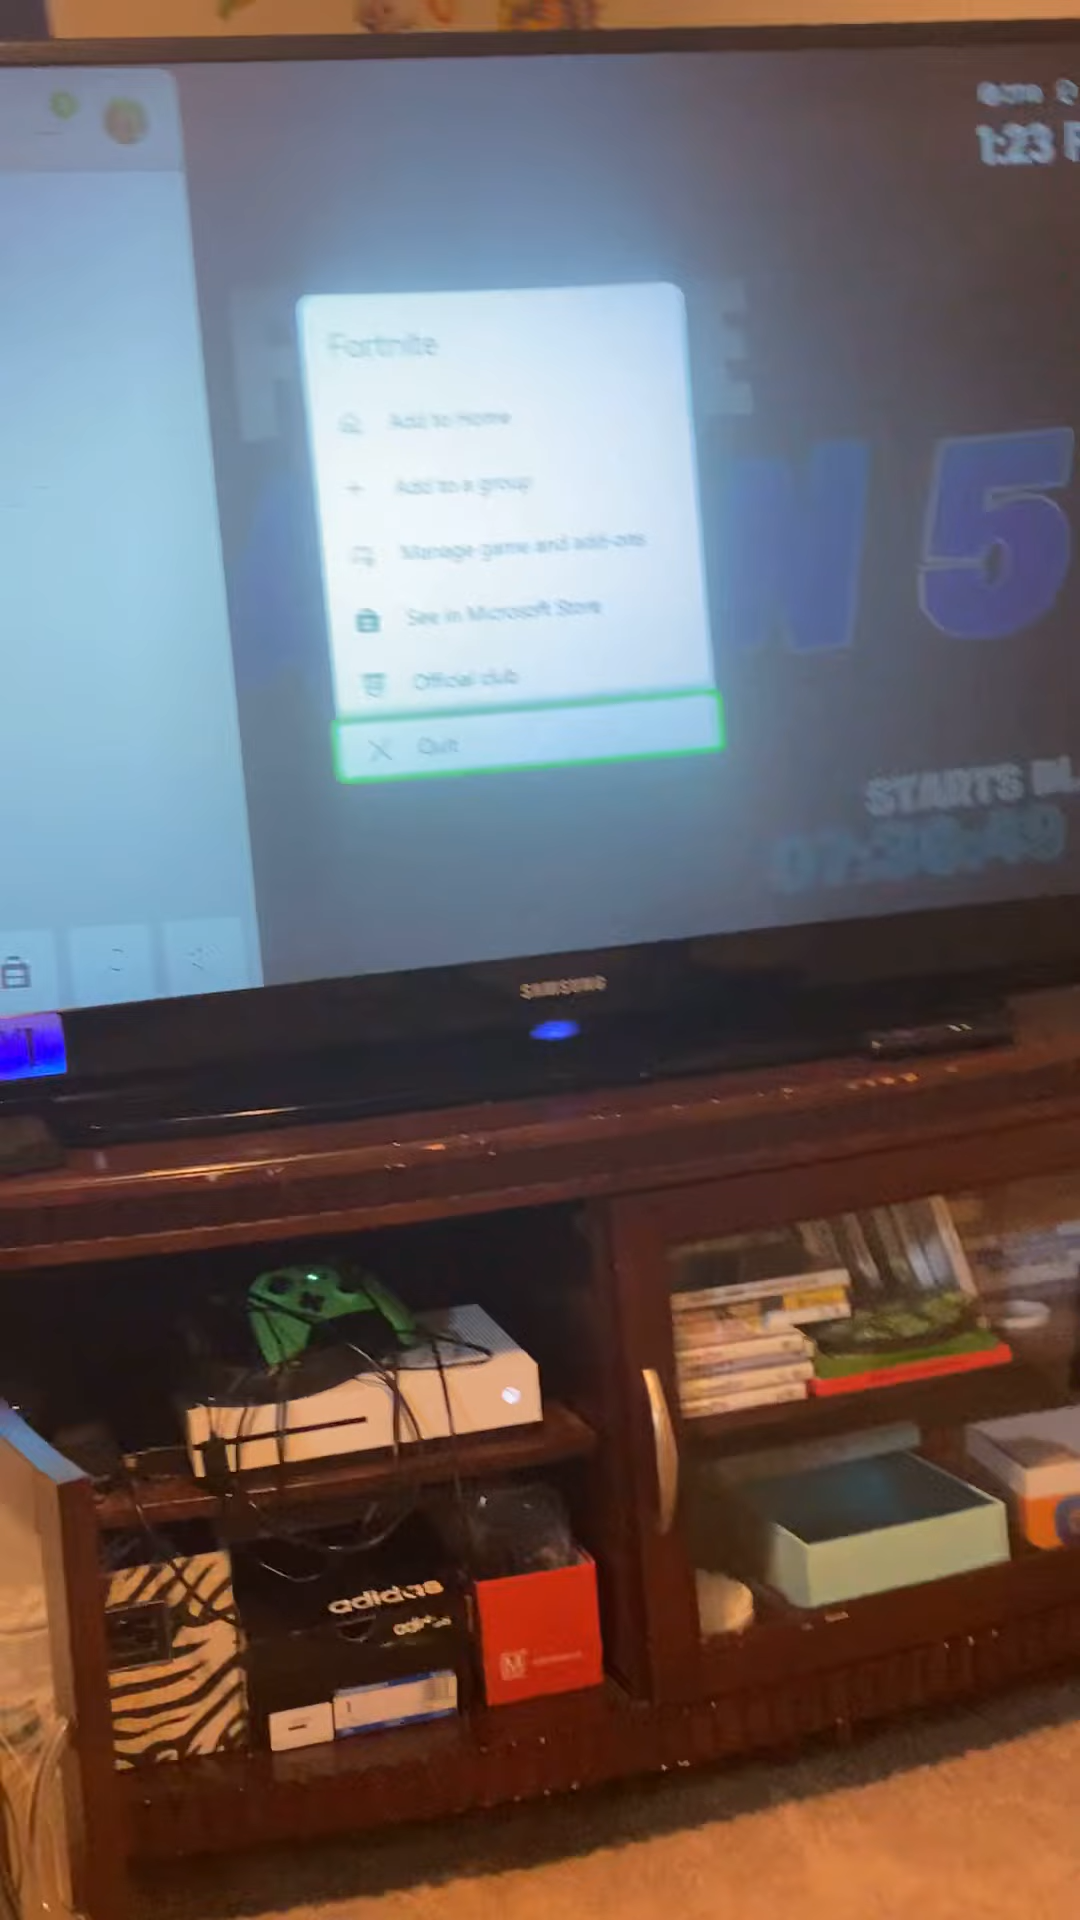 1:23
Fortnite
Add to Home
Add to a group
Manage game and add-ons
See in Microsoft Store
Official club
Quit
N 5
STARTS IN
SAMSUNG
adidas